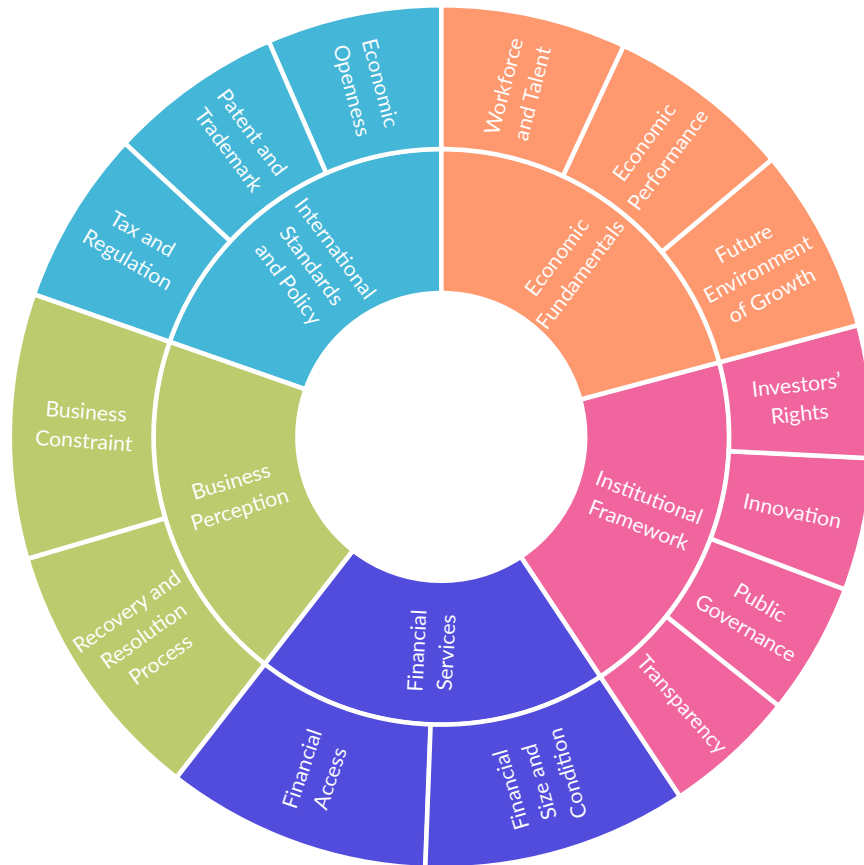 Workforce
and Talent
Economic
Performance
Future
Environment
of Growth
Economic
Fundamentals
Investors’
Rights
Innovation
Public
Governance
Transparency
Institutional
Framework
Financial
Size and
Condition
Financial
Access
Financial
Services
Recovery and
Resolution
Process
Business
Constraint
Business
Perception
Tax and
Regulation
Patent and
Trademark
Economic
Openness
International
Standards
and Policy